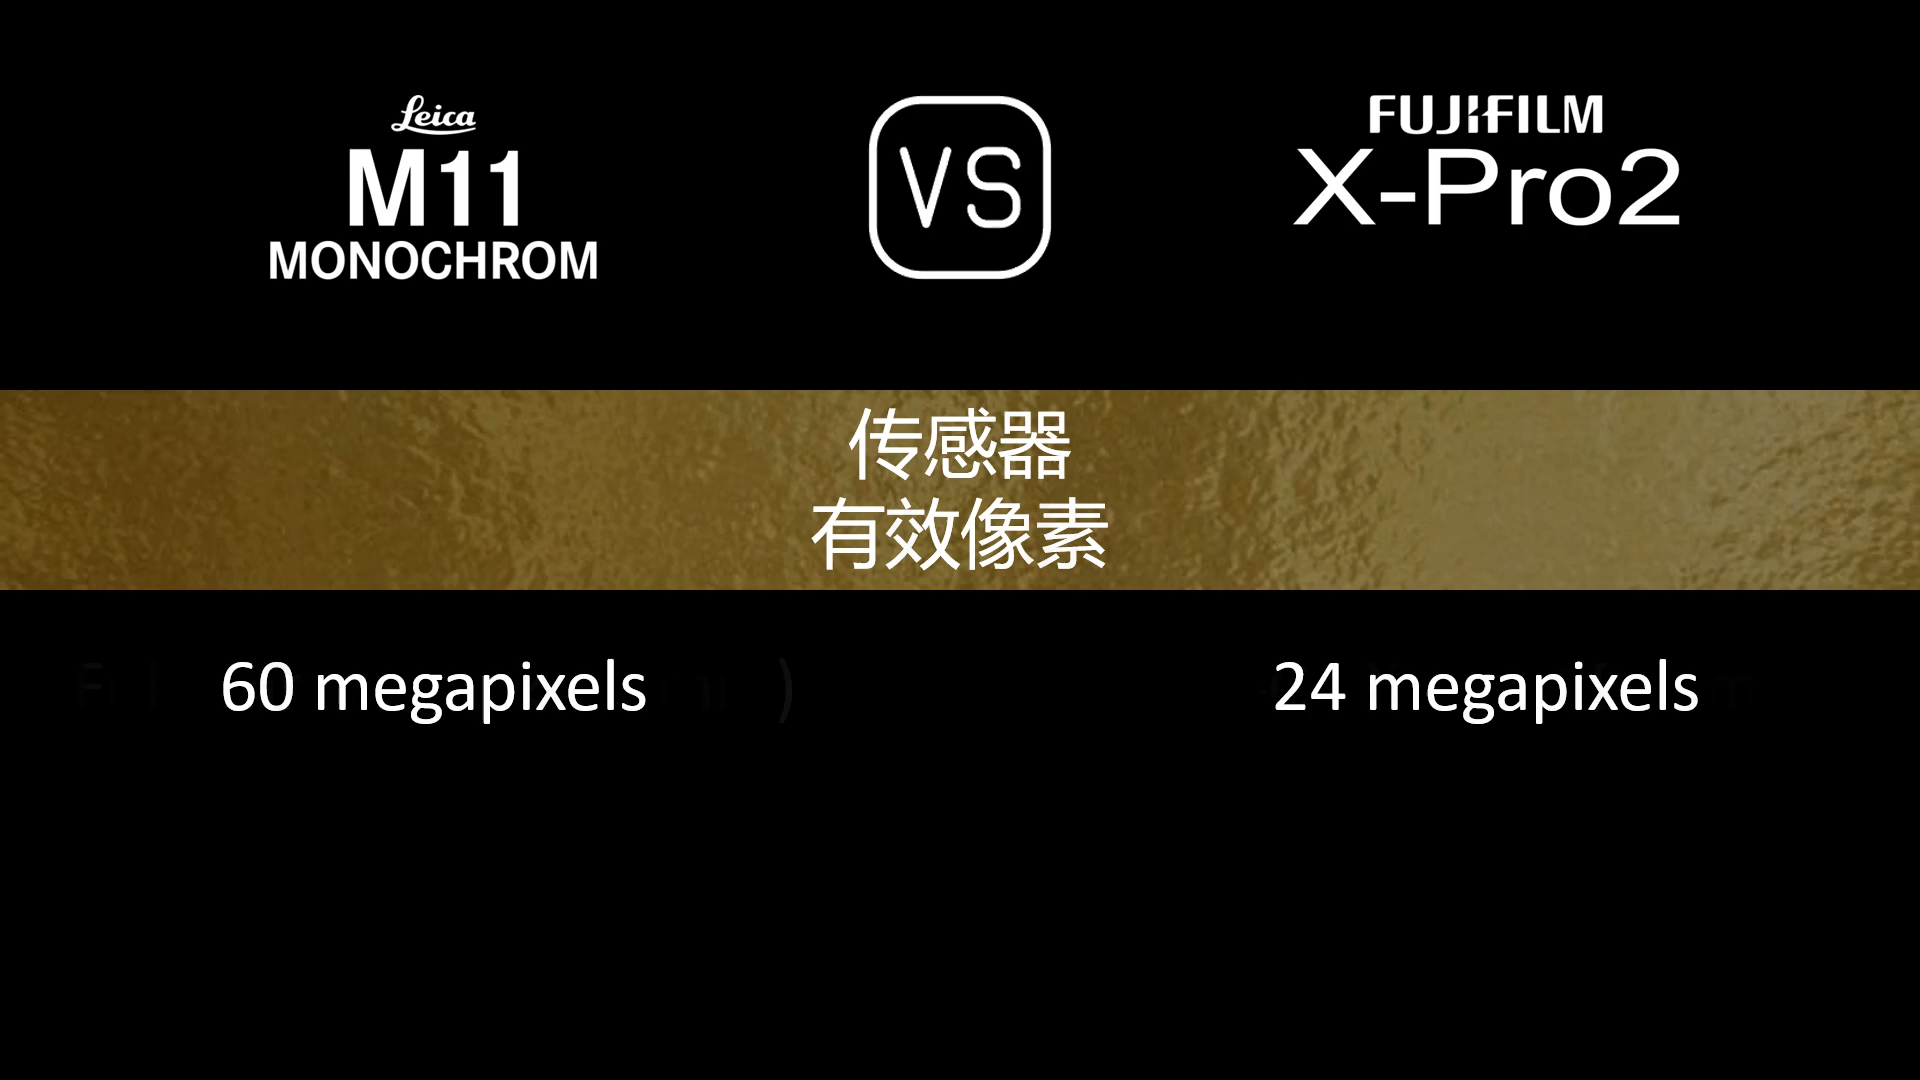 Leica
M11
MONOCHROM
VS
FUJIFILM
X-Pro2
传感器
有效像素
60 megapixels
24 megapixels